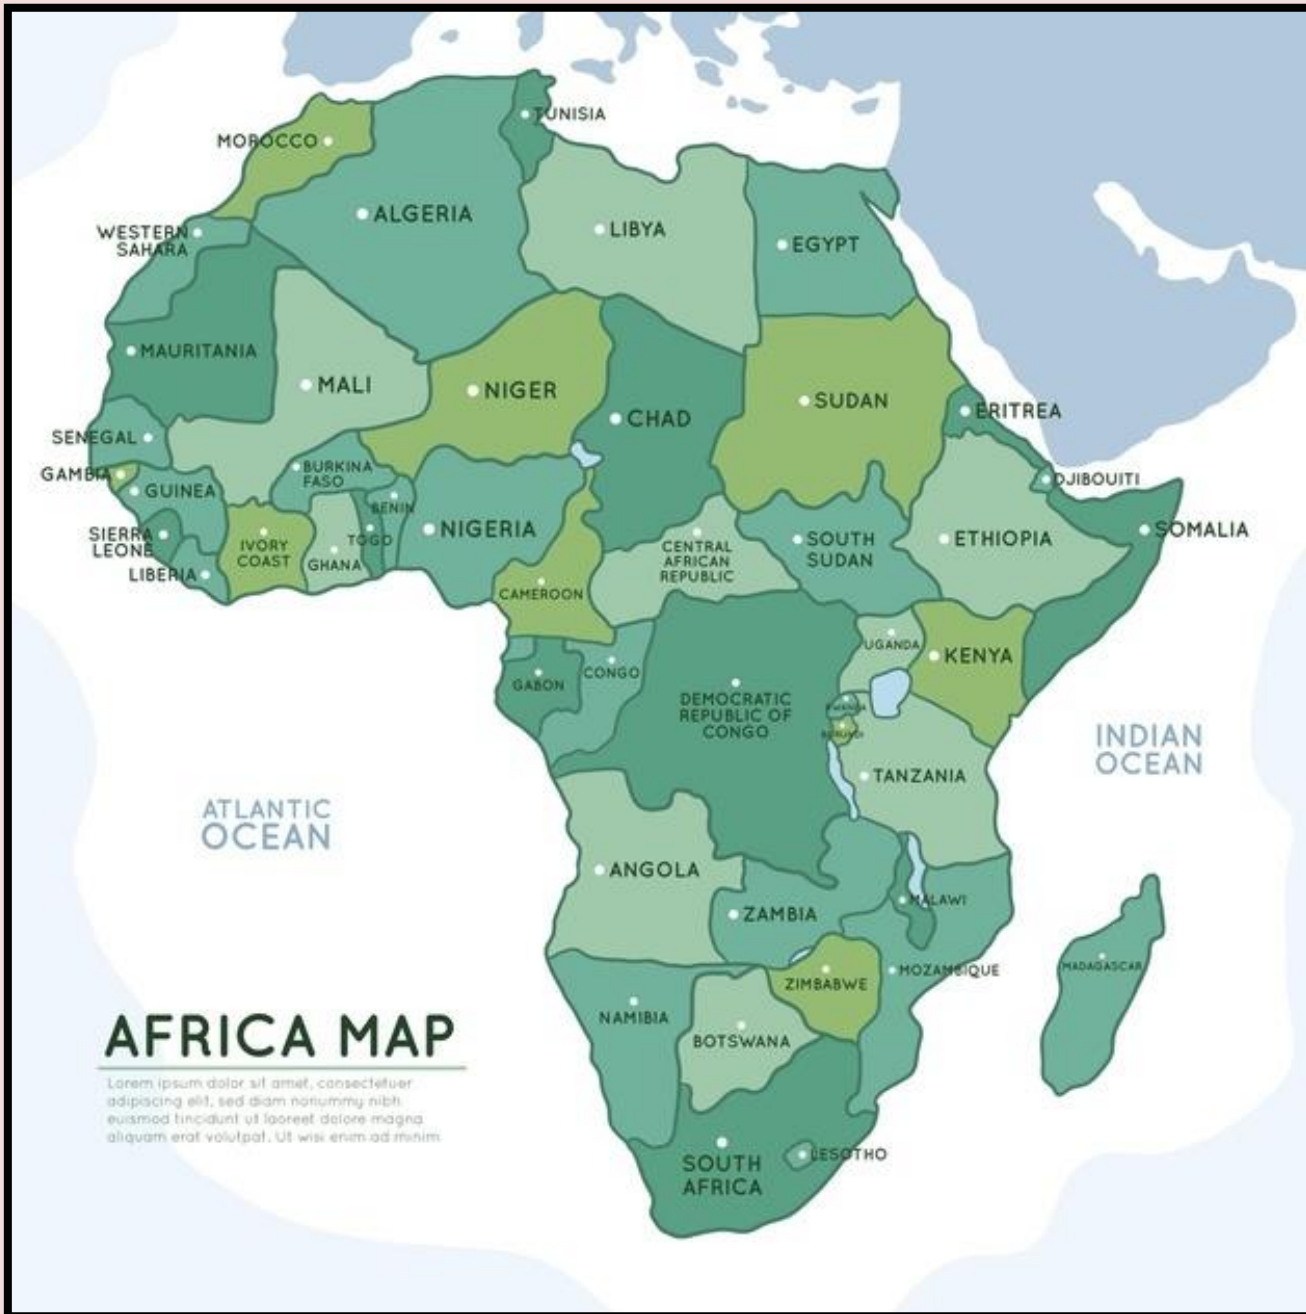 TUNISIA
MOROCCO
ALGERIA
LIBYA
EGYPT
WESTERN
SAHARA
MAURITANIA
MALI
NIGER
CHAD
SUDAN
ERITREA
SENEGAL
GAMBIA
GUINEA
BURKINA
FASO
BENIN
DJIBOUTI
SIERRA
LEONE
IVORY
COAST
GHANA
TOGO
NIGERIA
CENTRAL
AFRICAN
REPUBLIC
SOUTH
SUDAN
ETHIOPIA
SOMALIA
LIBERIA
CAMEROON
UGANDA
KENYA
GABON
CONGO
DEMOCRATIC
REPUBLIC OF
CONGO
RWANDA
BURUNDI
TANZANIA
INDIAN
OCEAN
ATLANTIC
OCEAN
ANGOLA
ZAMBIA
MALAWI
MOZAMBIQUE
MADAGASCAR
ZIMBABWE
NAMIBIA
BOTSWANA
SOUTH
AFRICA
LESOTHO
AFRICA MAP
Lorem ipsum dolor sit amet, consectetuer
adipiscing elit, sed diam nonummy nibh
euismod tincidunt ut laoreet dolore magna
aliquam erat volutpat. Ut wisi enim ad minim